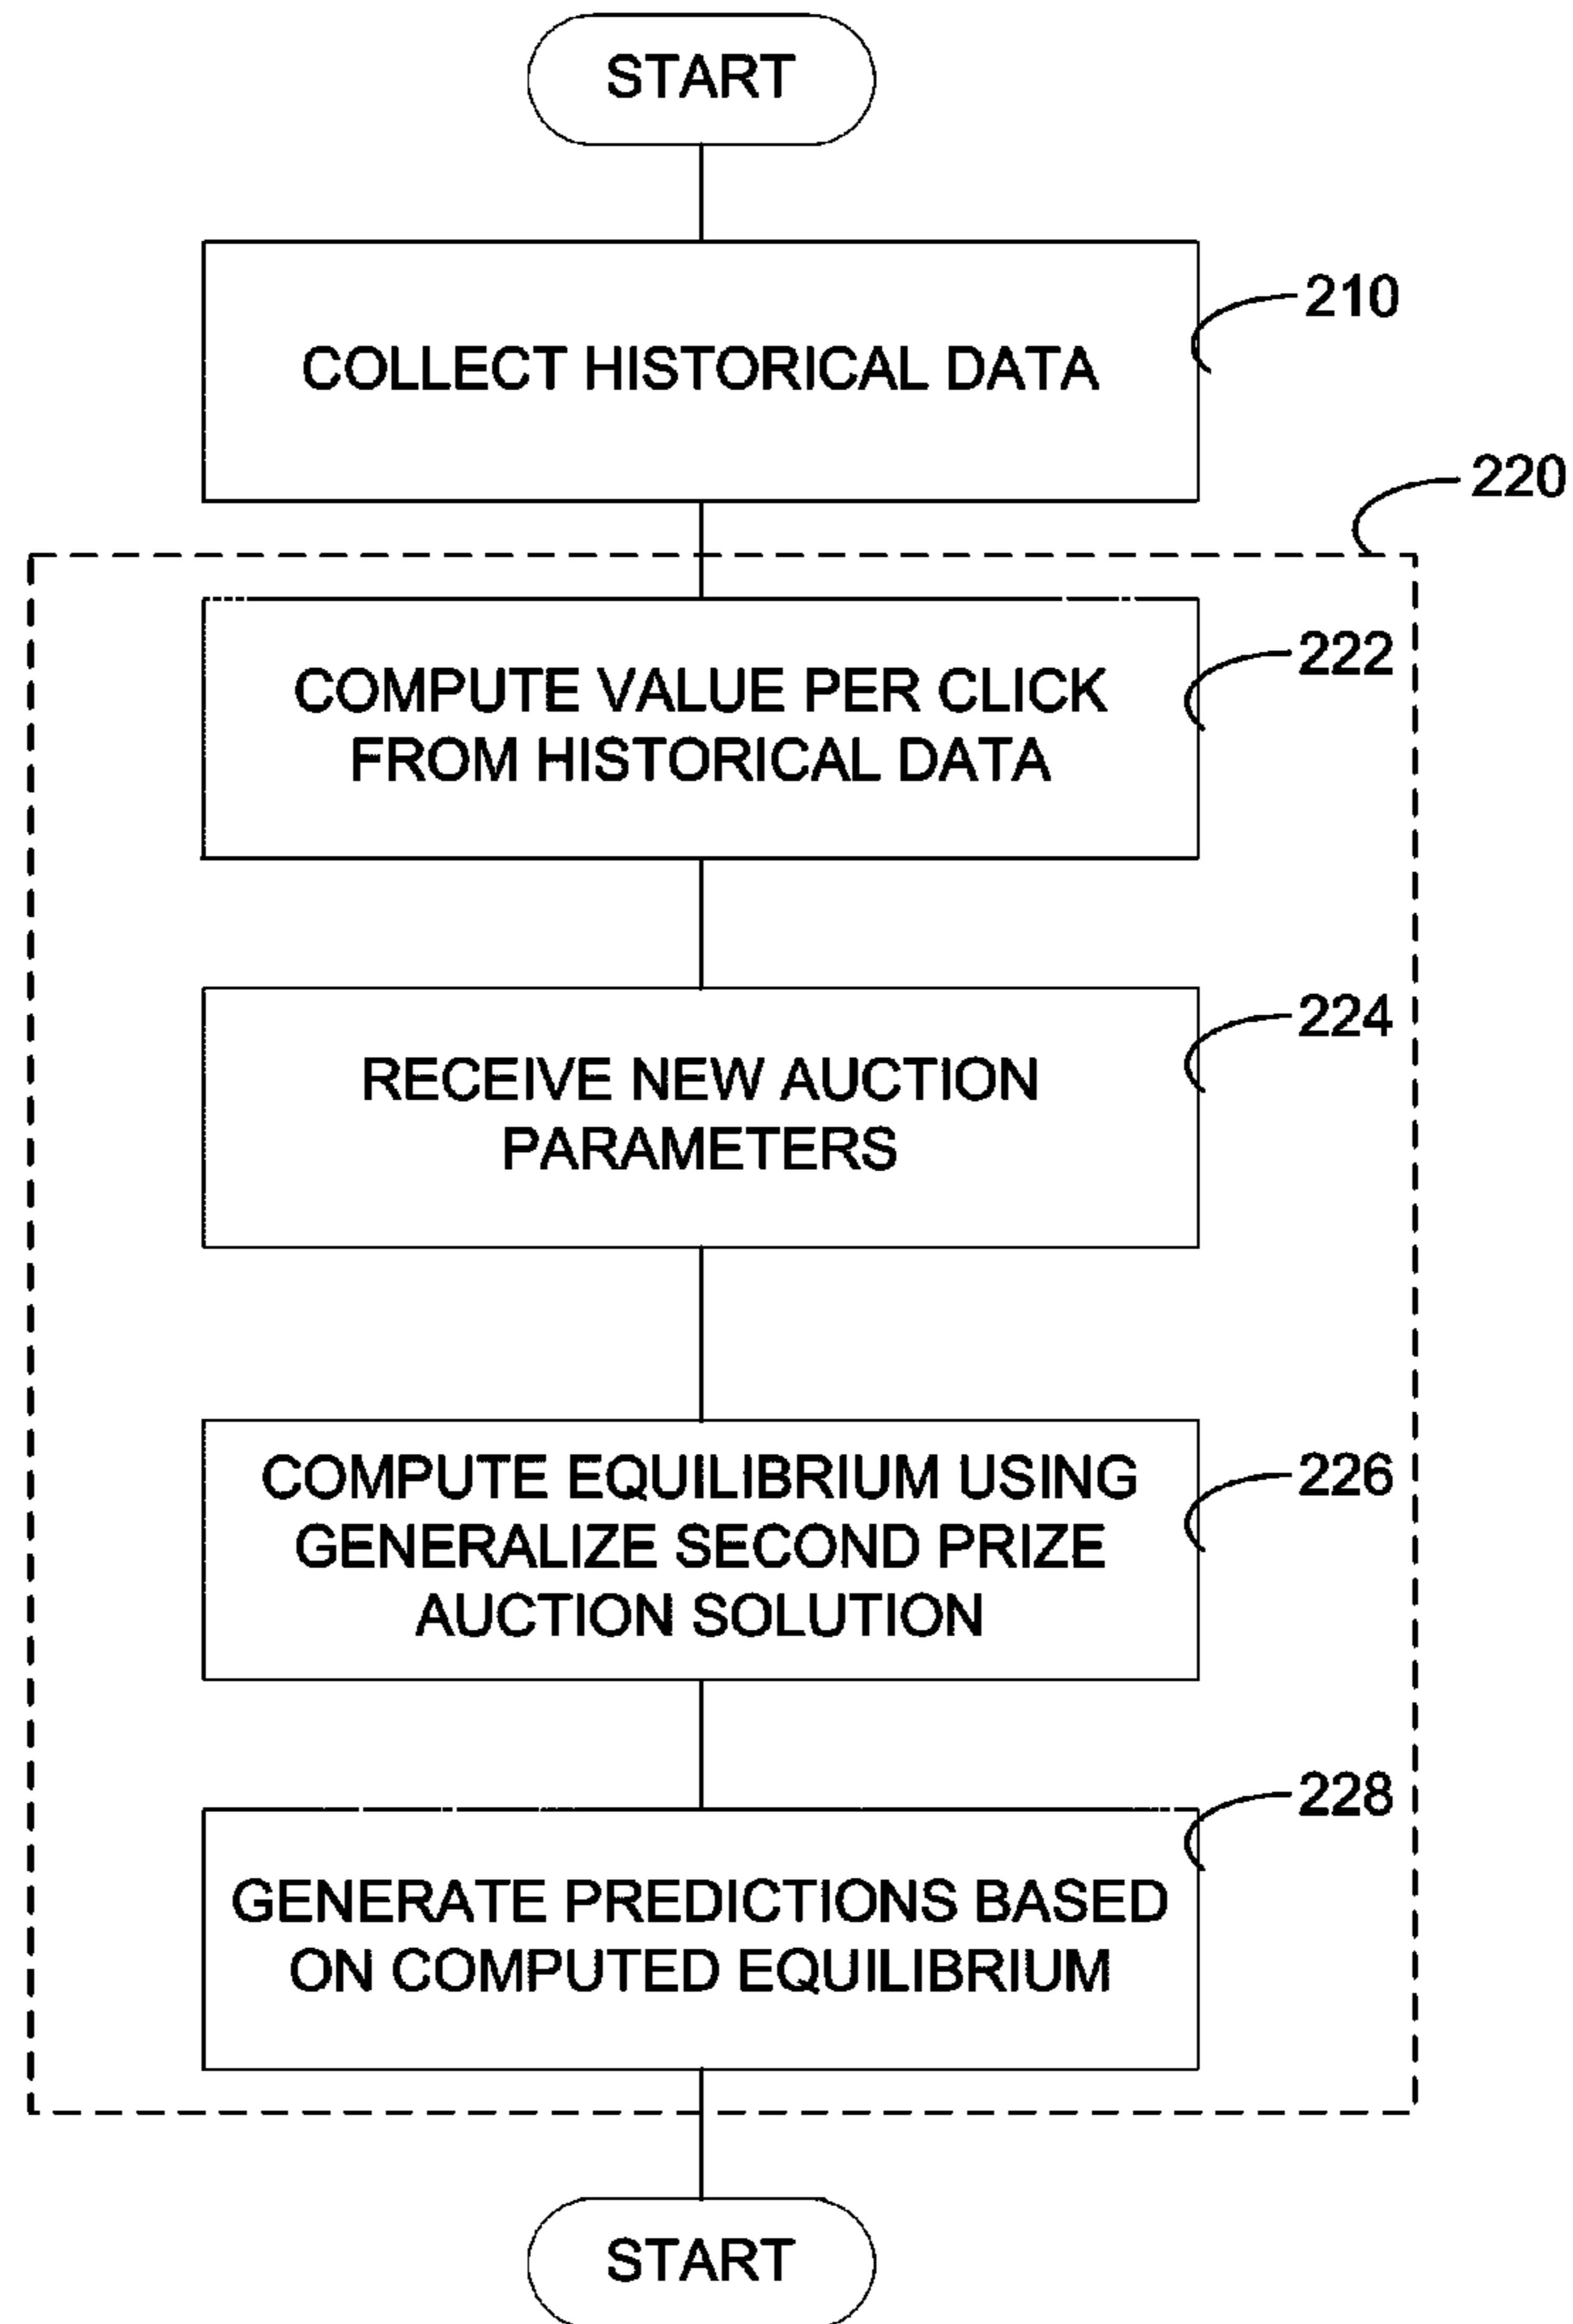 START
COLLECT HISTORICAL DATA
210
220
COMPUTE VALUE PER CLICK
FROM HISTORICAL DATA
222
RECEIVE NEW AUCTION
PARAMETERS
224
COMPUTE EQUILIBRIUM USING
GENERALIZE SECOND PRIZE
AUCTION SOLUTION
226
GENERATE PREDICTIONS BASED
ON COMPUTED EQUILIBRIUM
228
START